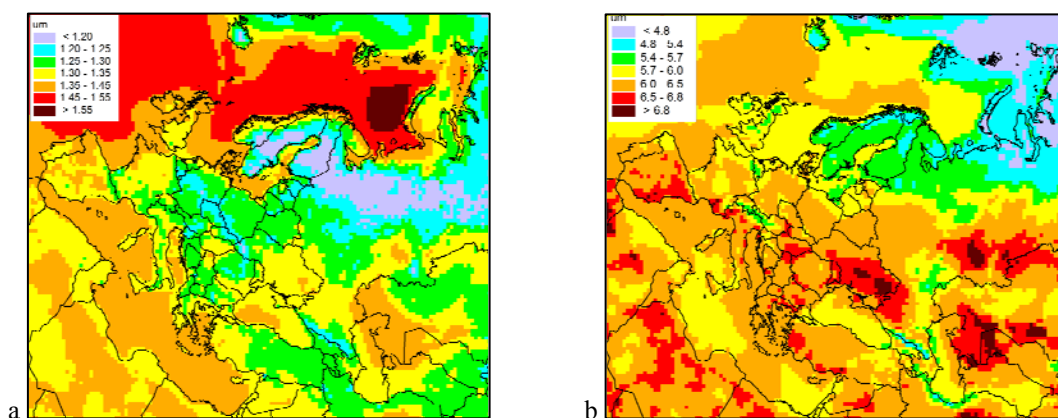 um
< 1.20
1.20 - 1.25
1.25 - 1.30
1.30 - 1.35
1.35 - 1.45
1.45 - 1.55
> 1.55
a
um
< 4.8
4.8 5.4
5.4 - 5.7
5.7 - 6.0
6.0 6.5
6.5 - 6.8
> 6.8
b